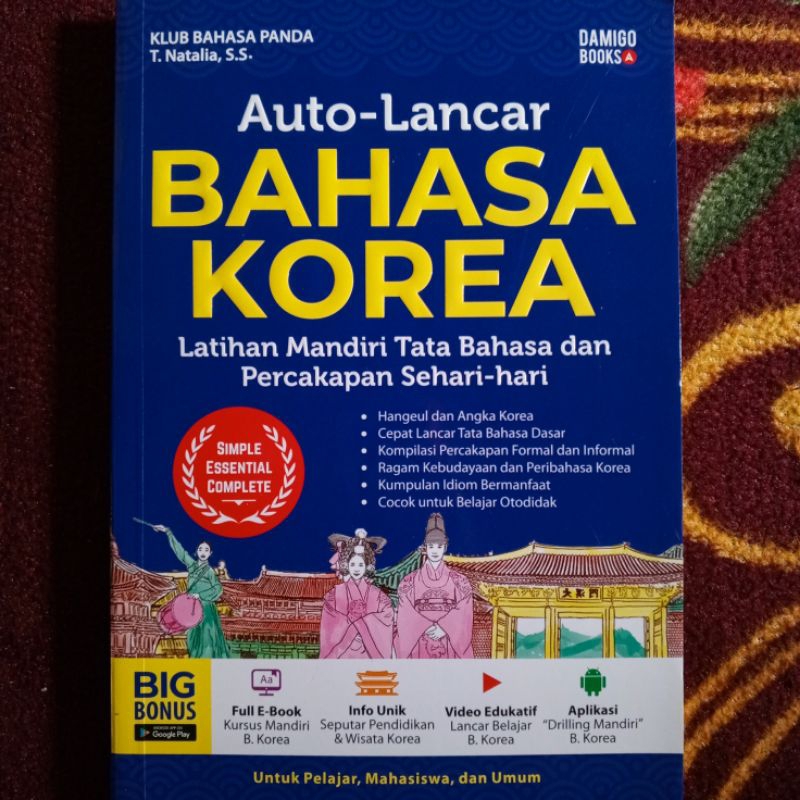 KLUB BAHASA PANDA
T. Natalia, S.S.
DAMIGO
BOOKS
Auto-Lancar
BAHASA
KOREA
Latihan Mandiri Tata Bahasa dan
Percakapan Sehari-hari
SIMPLE
ESSENTIAL
COMPLETE
• Hangeul dan Angka Korea
• Cepat Lancar Tata Bahasa Dasar
• Kompilasi Percakapan Formal dan Informal
• Ragam Kebudayaan dan Peribahasa Korea
• Kumpulan Idiom Bermanfaat
• Cocok untuk Belajar Otodidak
BIG
BONUS
ANDROID APP ON
Google Play
Aa
Full E-Book
Kursus Mandiri
B. Korea
Info Unik
Seputar Pendidikan
& Wisata Korea
Video Edukatif
Lancar Belajar
B. Korea
Aplikasi
"Drilling Mandiri"
B. Korea
Untuk Pelajar, Mahasiswa, dan Umum